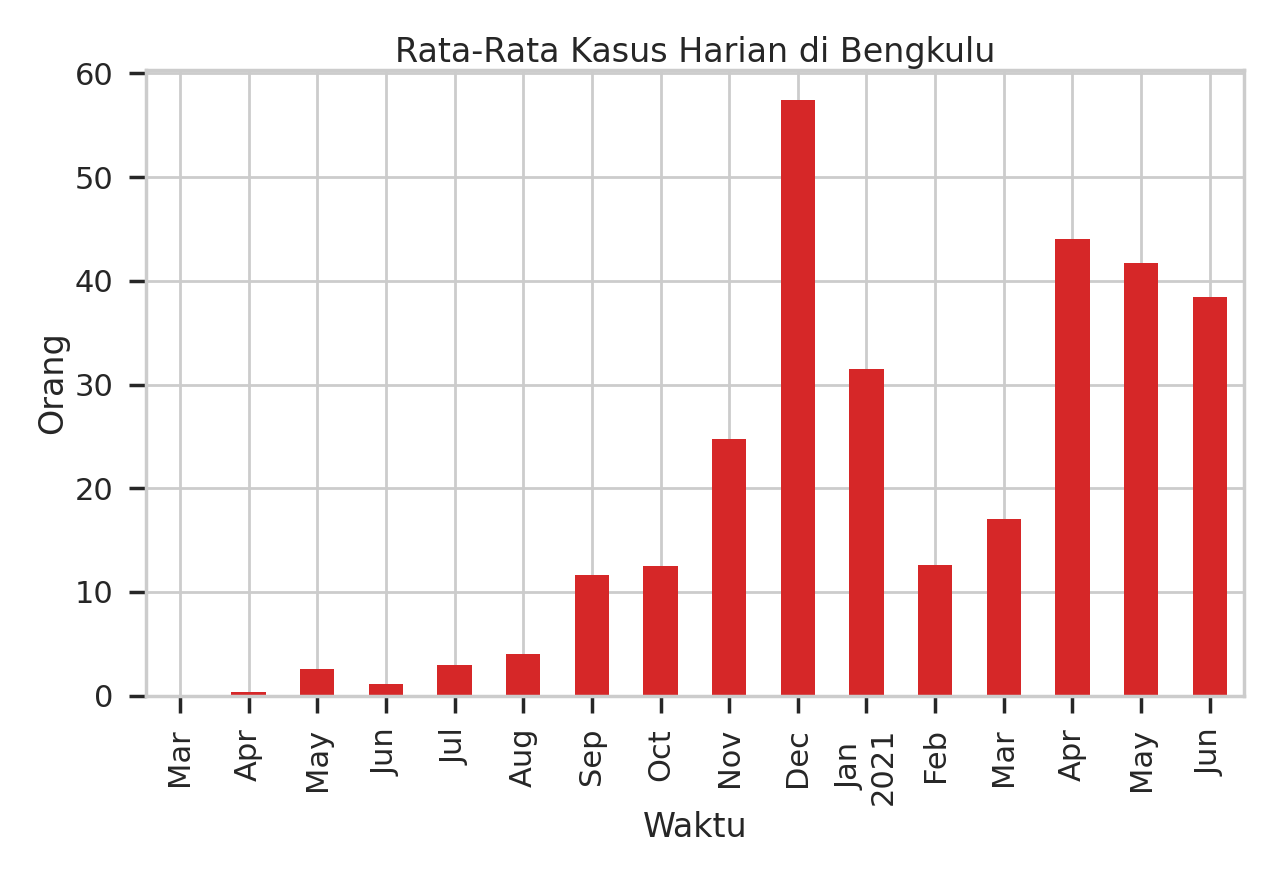 Rata-Rata Kasus Harian di Bengkulu
60
50
40
30
20
10
0
Orang
Mar
Apr
May
Jun
Jul
Aug
Sep
Oct
Nov
Dec
Jan
2021
Feb
Mar
Apr
May
Jun
Waktu